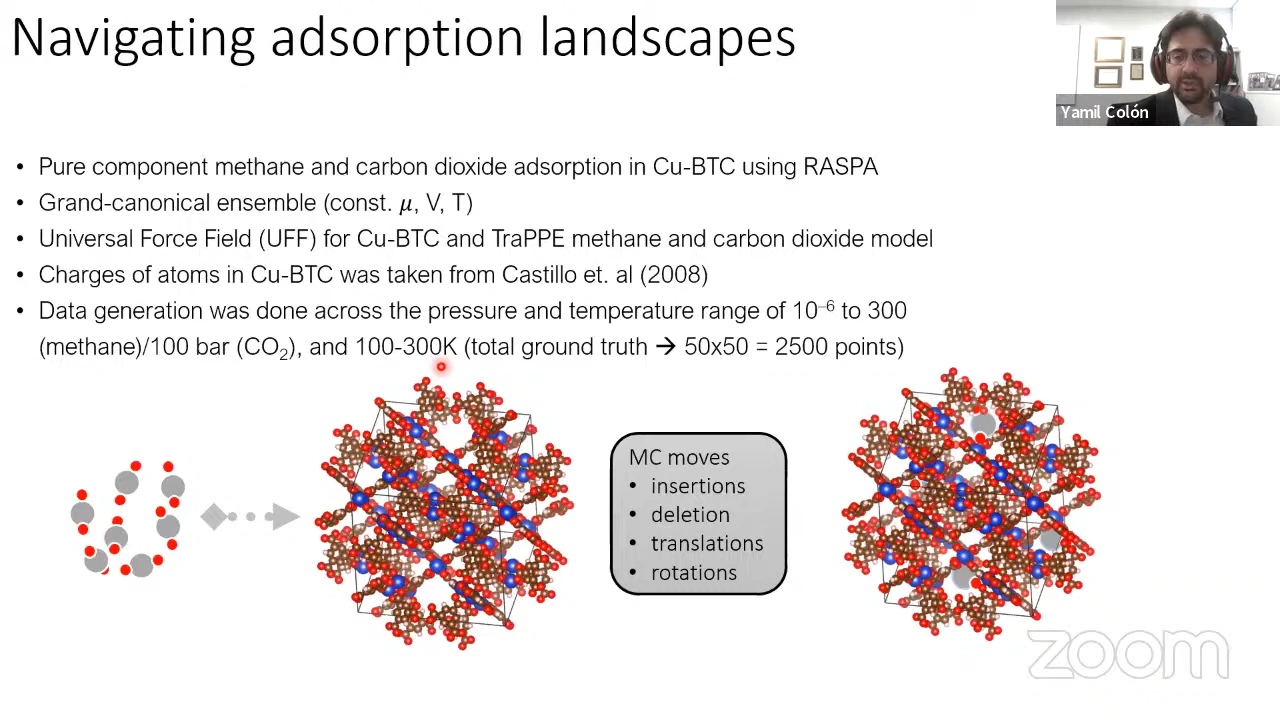 Navigating adsorption landscapes
Yamil Colón
• Pure component methane and carbon dioxide adsorption in Cu-BTC using RASPA
• Grand-canonical ensemble (const. 𝜇, V, T)
• Universal Force Field (UFF) for Cu-BTC and TraPPE methane and carbon dioxide model
• Charges of atoms in Cu-BTC was taken from Castillo et. al (2008)
• Data generation was done across the pressure and temperature range of 10⁻⁶ to 300
(methane)/100 bar (CO₂), and 100-300K (total ground truth → 50x50 = 2500 points)
MC moves
• insertions
• deletion
• translations
• rotations
zoom